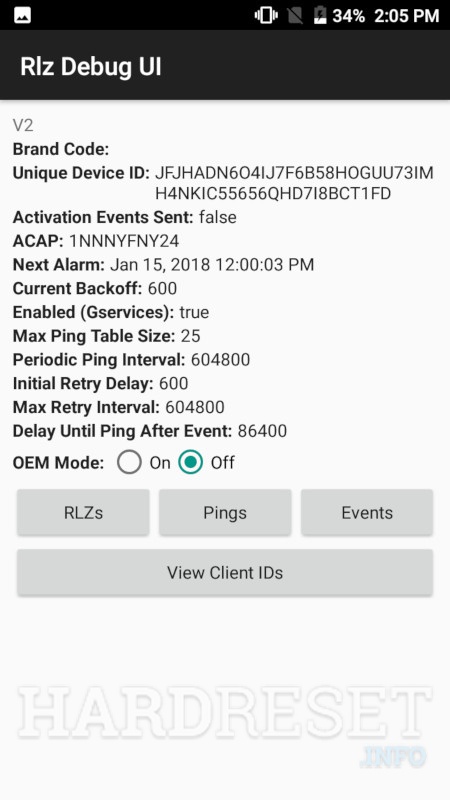 34% 2:05 PM
Rlz Debug UI
V2
Brand Code:
Unique Device ID: JFJHADN6O4IJ7F6B58HOGUU73IM
H4NKIC55656QHD7I8BCT1FD
Activation Events Sent: false
ACAP: 1NNNYFNY24
Next Alarm: Jan 15, 2018 12:00:03 PM
Current Backoff: 600
Enabled (Gservices): true
Max Ping Table Size: 25
Periodic Ping Interval: 604800
Initial Retry Delay: 600
Max Retry Interval: 604800
Delay Until Ping After Event: 86400
OEM Mode: On Off
RLZs Pings Events
View Client IDs
HARDRESET
.INFO